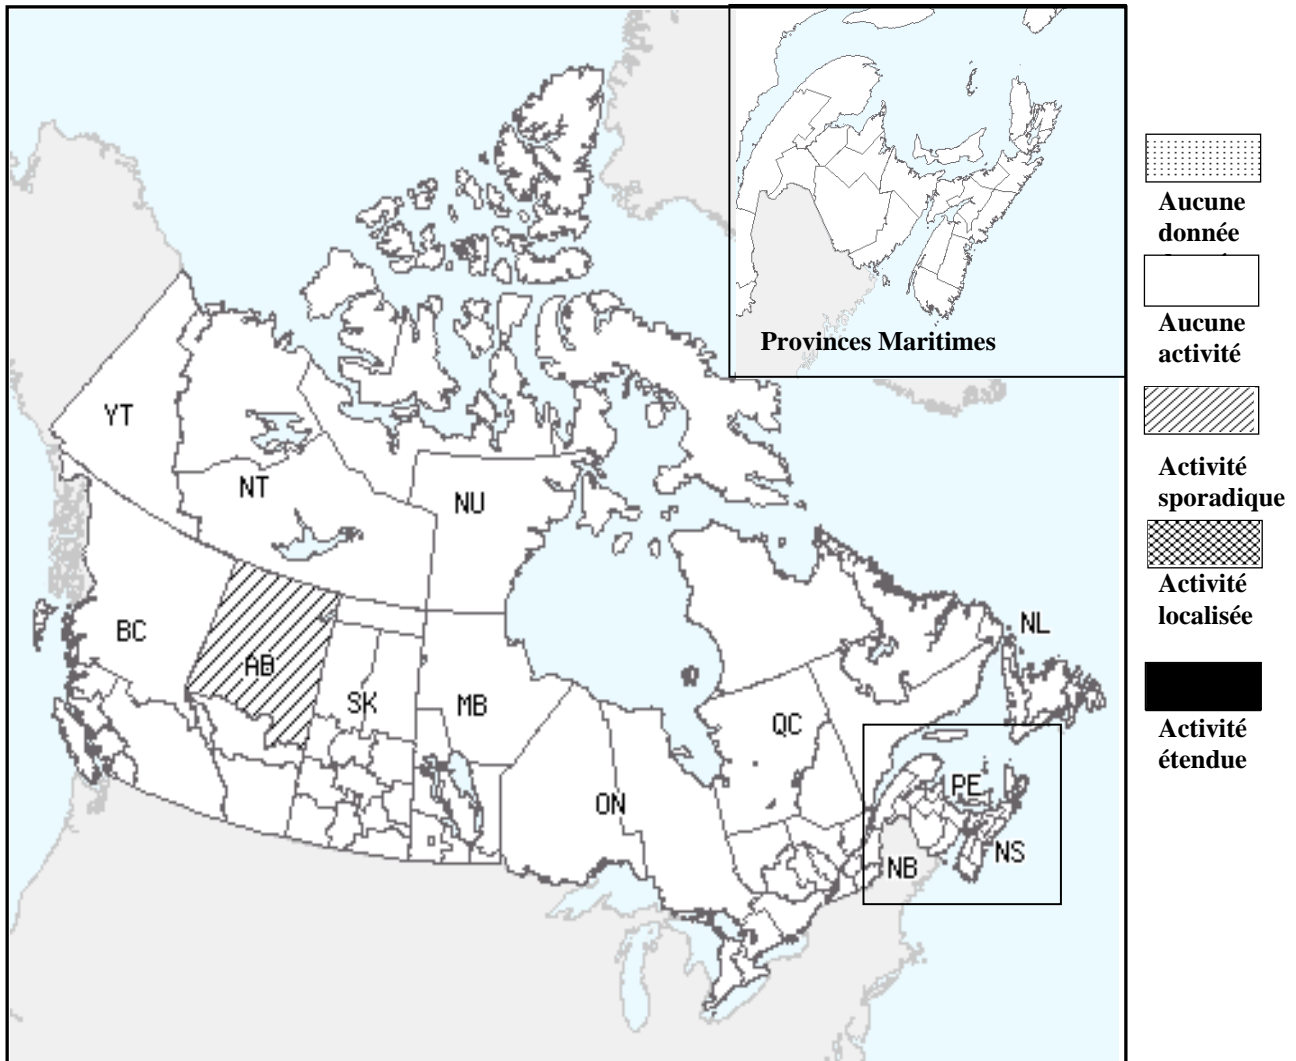 Provinces Maritimes
YT
NT
NU
BC
AB
SK
MB
ON
QC
NL
PE
NS
NB
Aucune
donnée
Aucune
activité
Activité
sporadique
Activité
localisée
Activité
étendue